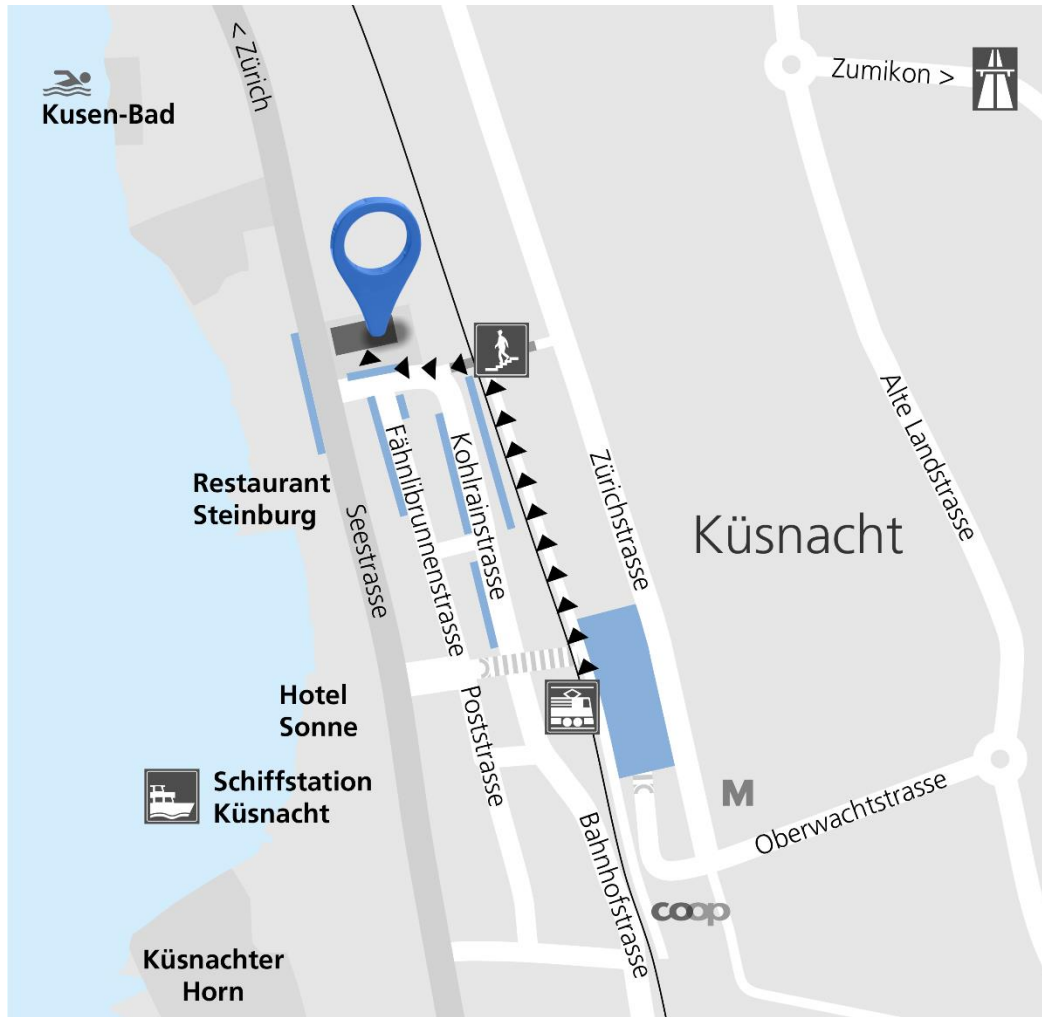 < Zürich
Zumikon >
Kusen-Bad
Alte Landstrasse
Restaurant
Steinburg
Seestrasse
Fähnlibrunnenstrasse
Kohlrainstrasse
Zürichstrasse
Küsnacht
Hotel
Sonne
Poststrasse
Schiffstation
Küsnacht
M
Oberwachtstrasse
Bahnhofstrasse
coop
Küsnachter
Horn